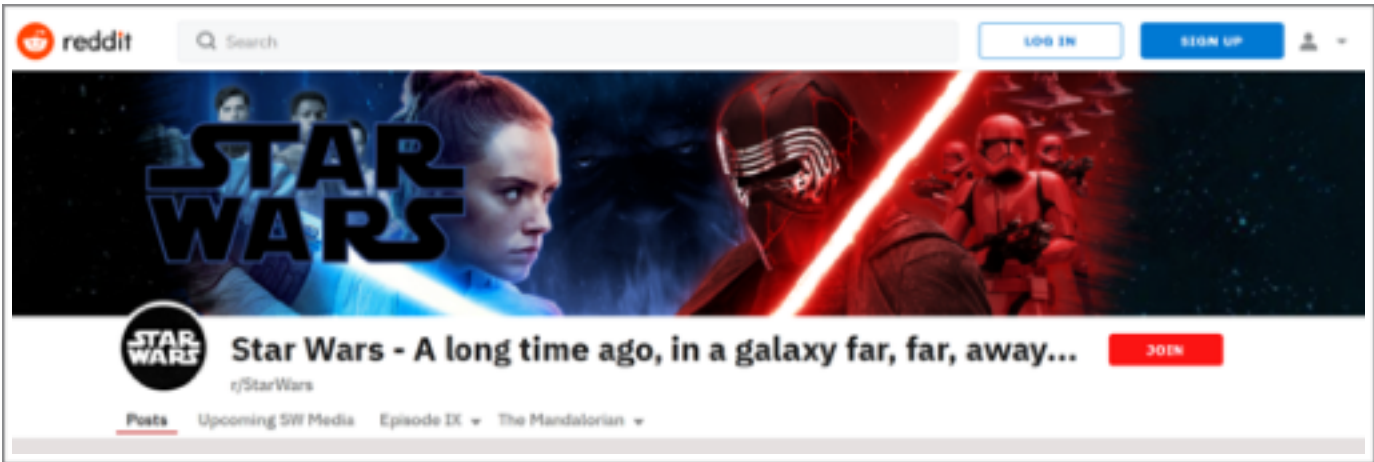 reddit Search LOG IN SIGN UP
STAR
WARS
STAR
WARS
Star Wars - A long time ago, in a galaxy far, far, away... JOIN
r/StarWars
Posts Upcoming SW Media Episode IX The Mandalorian